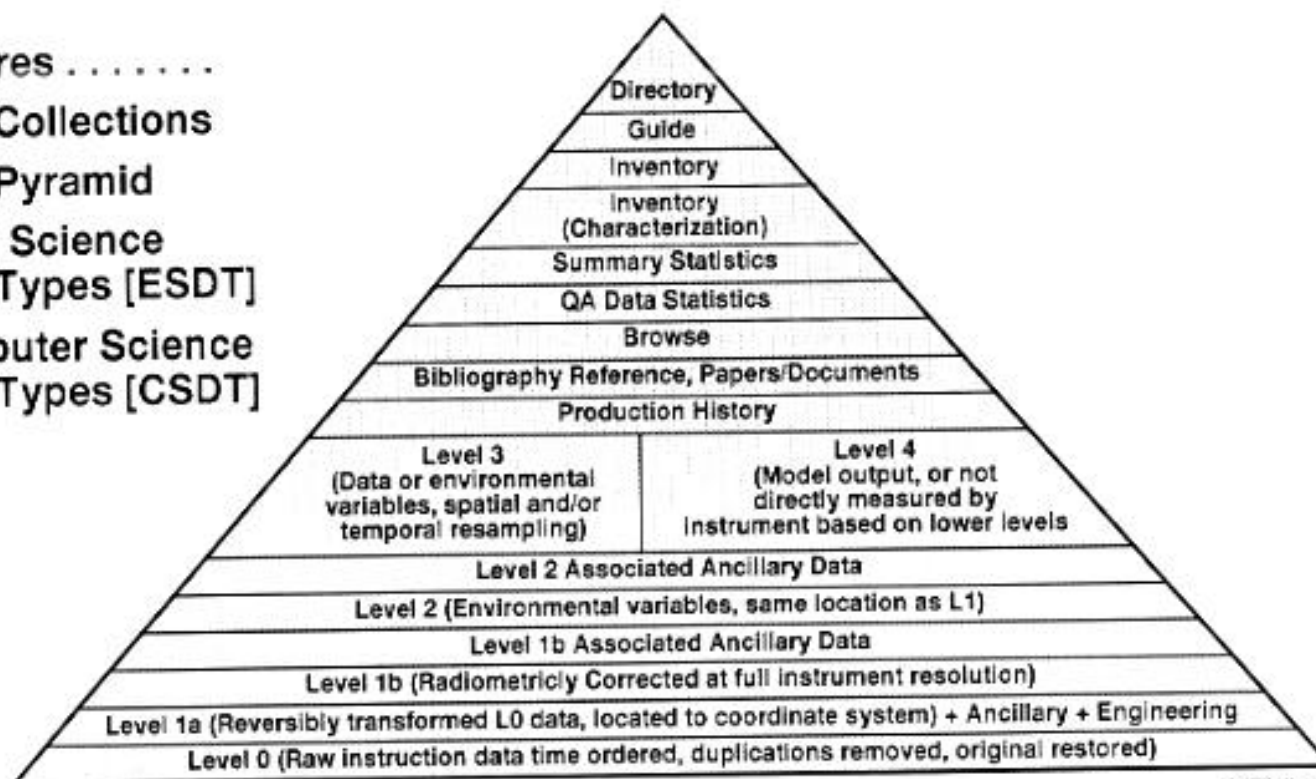 res .......
Collections
Pyramid
Science
Types [ESDT]
puter Science
Types [CSDT]
Directory
Guide
Inventory
Inventory
(Characterization)
Summary Statistics
QA Data Statistics
Browse
Bibliography Reference, Papers/Documents
Production History
Level 3
(Data or environmental
variables, spatial and/or
temporal resampling)
Level 4
(Model output, or not
directly measured by
instrument based on lower levels
Level 2 Associated Ancillary Data
Level 2 (Environmental variables, same location as L1)
Level 1b Associated Ancillary Data
Level 1b (Radiometricly Corrected at full instrument resolution)
Level 1a (Reversibly transformed L0 data, located to coordinate system) + Ancillary + Engineering
Level 0 (Raw instruction data time ordered, duplications removed, original restored)